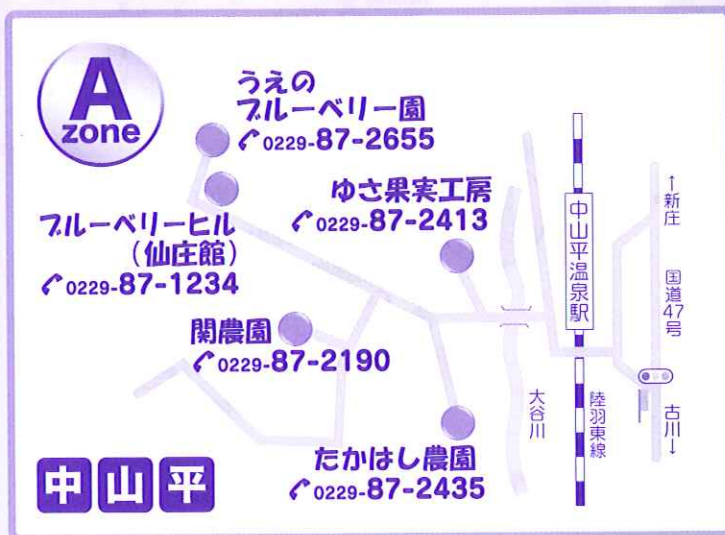 A
zone
うえの
ブルーベリー園
0229-87-2655
ゆさ果実工房
0229-87-2413
ブルーベリーヒル
(仙庄館)
0229-87-1234
関農園
0229-87-2190
たかはし農園
0229-87-2435
中山平温泉駅
↑新庄
国道47号
古川↓
大谷川
陸羽東線
中山平